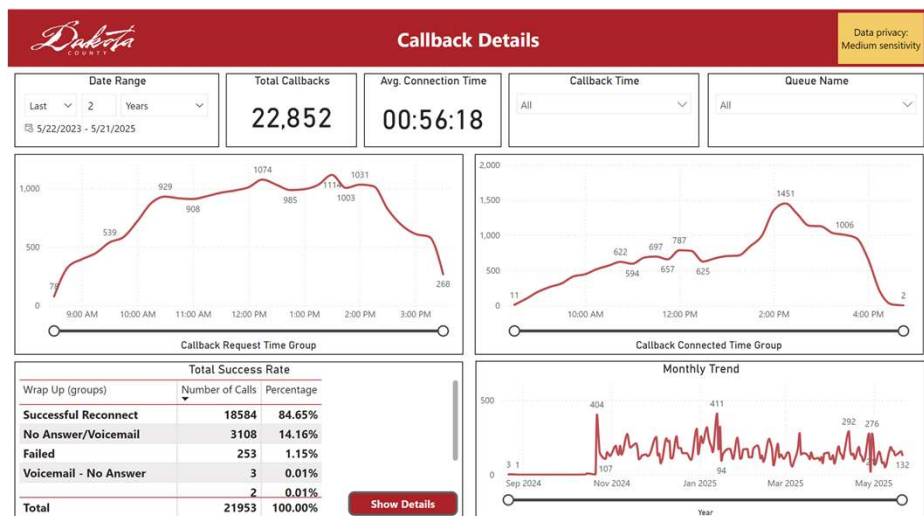 Dakota
COUNTY
Callback Details
Data privacy:
Medium sensitivity
Date Range
Last 2 Years
5/22/2023 - 5/21/2025
Total Callbacks
22,852
Avg. Connection Time
00:56:18
Callback Time
All
Queue Name
All
1,000
500
0
78
539
929
908
1074
985
1114
1003
1031
268
9:00 AM 10:00 AM 11:00 AM 12:00 PM 1:00 PM 2:00 PM 3:00 PM
Callback Request Time Group
2,000
1,500
1,000
500
0
11
622
594
697
657
787
625
1451
1006
2
10:00 AM 12:00 PM 2:00 PM 4:00 PM
Callback Connected Time Group
Total Success Rate
Wrap Up (groups) Number of Calls Percentage
Successful Reconnect 18584 84.65%
No Answer/Voicemail 3108 14.16%
Failed 253 1.15%
Voicemail - No Answer 3 0.01%
2 0.01%
Total 21953 100.00%
Show Details
Monthly Trend
500
0
3 1
404
107
411
94
292
276
132
Sep 2024 Nov 2024 Jan 2025 Mar 2025 May 2025
Year